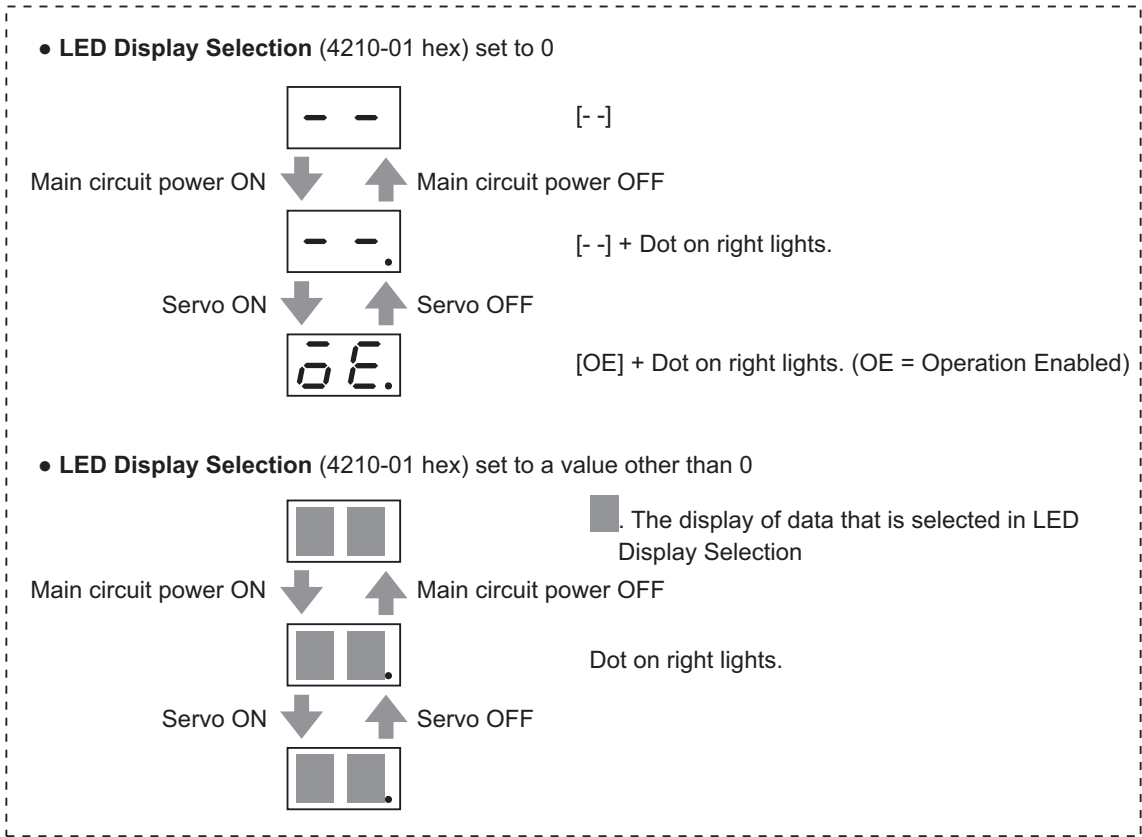 ● LED Display Selection (4210-01 hex) set to 0
- - [- -]
Main circuit power ON Main circuit power OFF
- -. [- -] + Dot on right lights.
Servo ON Servo OFF
ōE. [OE] + Dot on right lights. (OE = Operation Enabled)
● LED Display Selection (4210-01 hex) set to a value other than 0
. The display of data that is selected in LED
Display Selection
Main circuit power ON Main circuit power OFF
Dot on right lights.
Servo ON Servo OFF